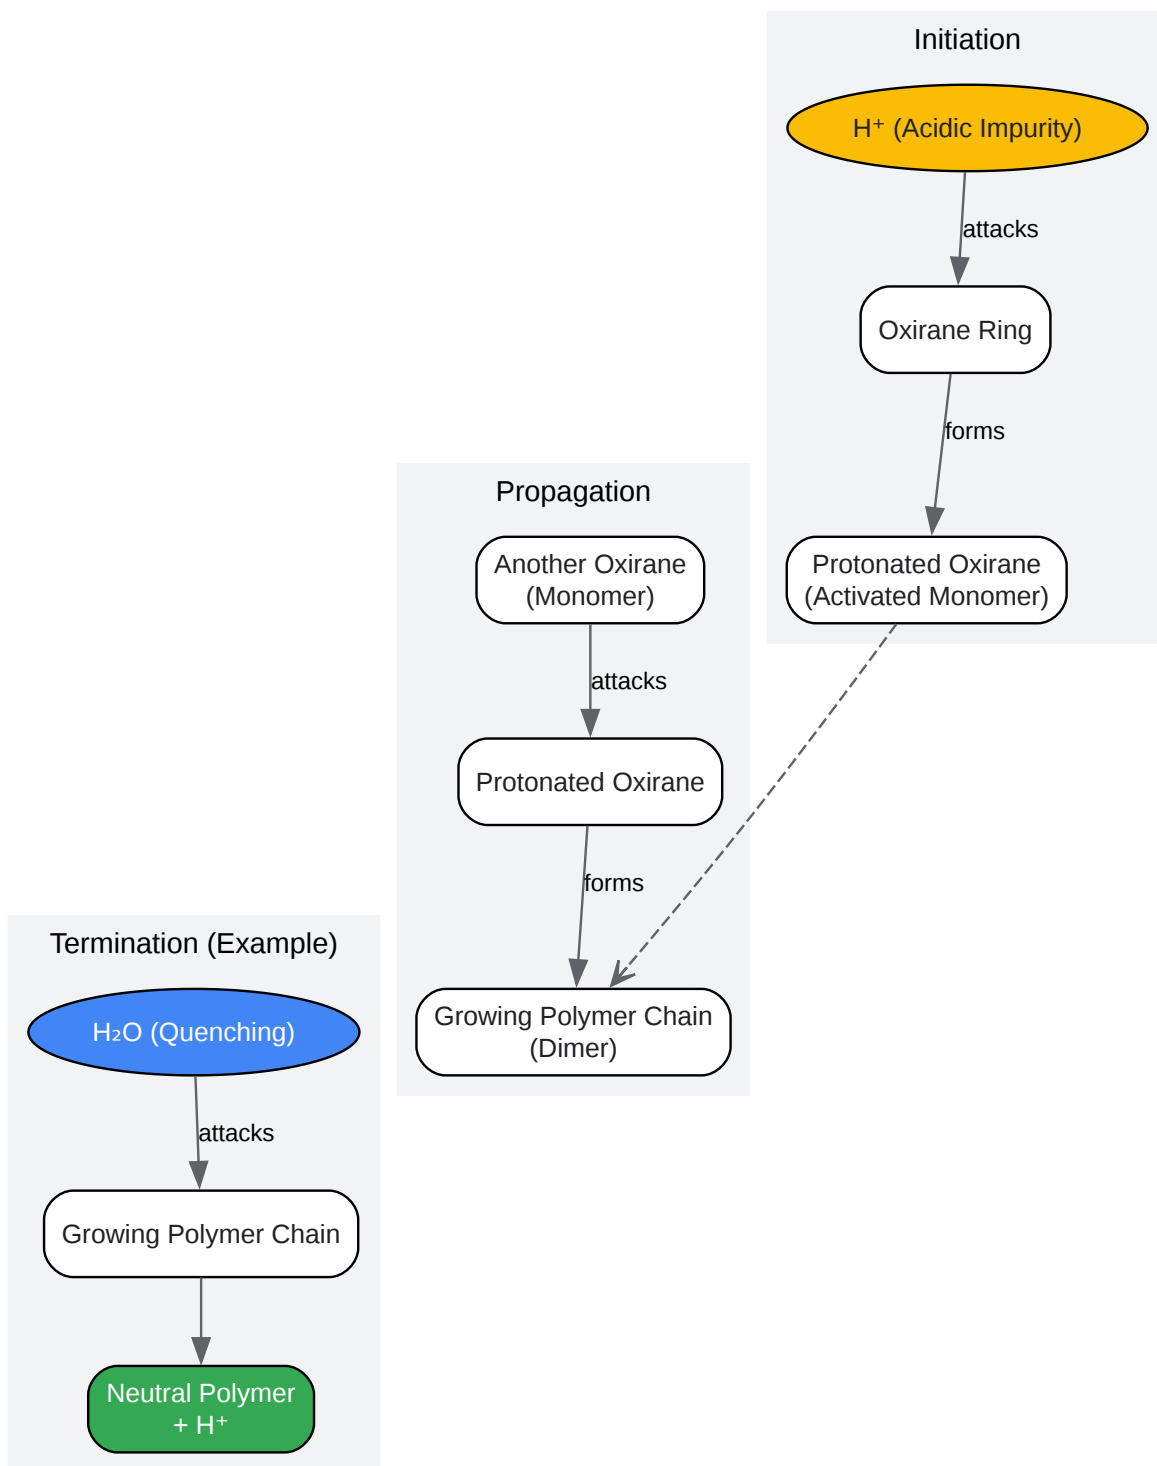 Initiation
H⁺ (Acidic Impurity)
attacks
Oxirane Ring
forms
Protonated Oxirane
(Activated Monomer)
Propagation
Another Oxirane
(Monomer)
attacks
Protonated Oxirane
forms
Growing Polymer Chain
(Dimer)
Termination (Example)
H₂O (Quenching)
attacks
Growing Polymer Chain
Neutral Polymer
+ H⁺